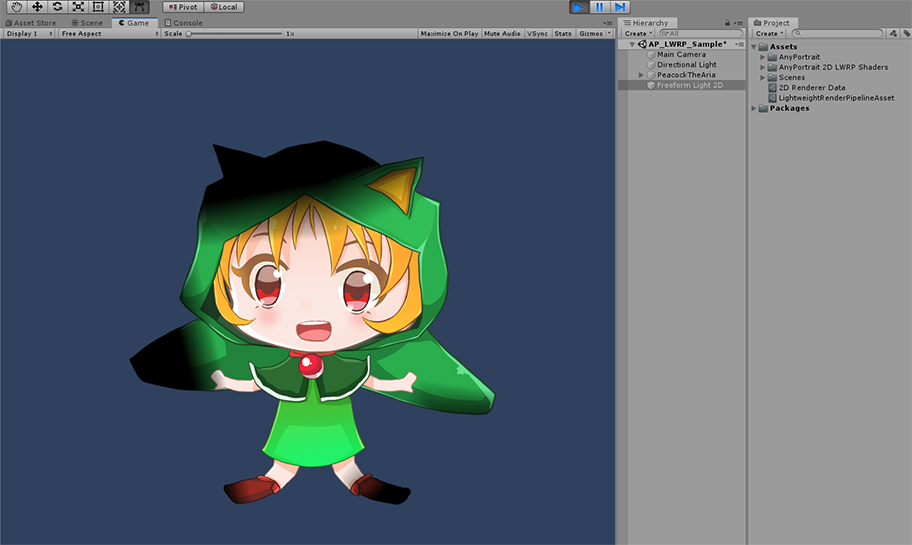 Pivot Local
Asset Store Scene Game Console
Display 1 Free Aspect Scale 1x Maximize On Play Mute Audio VSync Stats Gizmos
Hierarchy
Create All
AP_LWRP_Sample*
Main Camera
Directional Light
PeacockTheAria
Freeform Light 2D
Project
Create
Assets
AnyPortrait
AnyPortrait 2D LWRP Shaders
Scenes
2D Renderer Data
LightweightRenderPipelineAsset
Packages